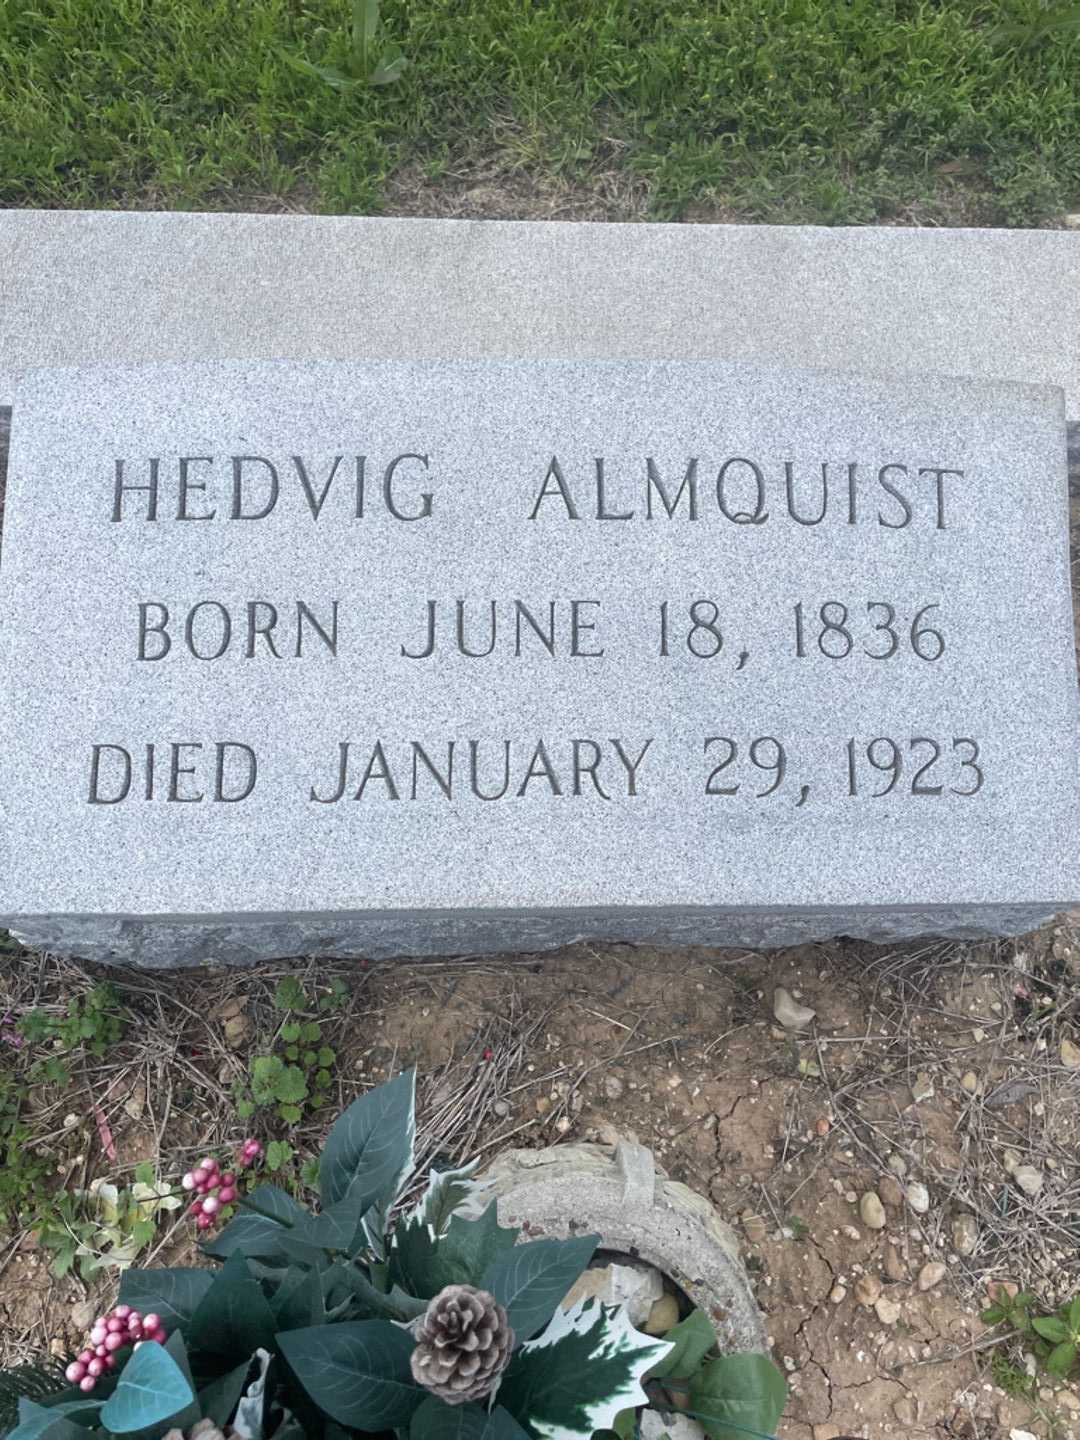 HEDVIG ALMQUIST
BORN JUNE 18, 1836
DIED JANUARY 29, 1923